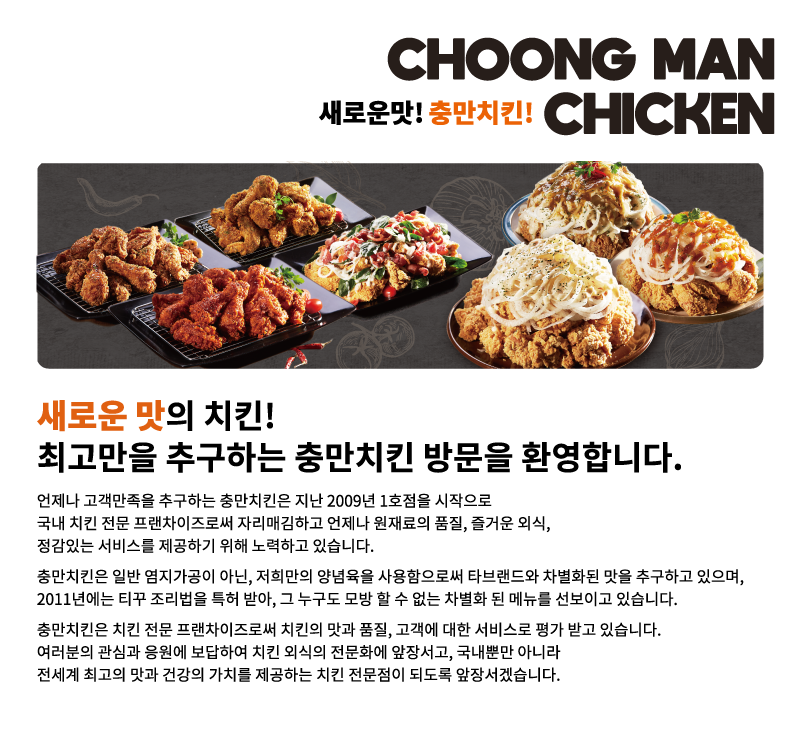 CHOONG MAN
새로운맛! 충만치킨! CHICKEN
새로운 맛의 치킨!
최고만을 추구하는 충만치킨 방문을 환영합니다.
언제나 고객만족을 추구하는 충만치킨은 지난 2009년 1호점을 시작으로
국내 치킨 전문 프랜차이즈로써 자리매김하고 언제나 원재료의 품질, 즐거운 외식,
정감있는 서비스를 제공하기 위해 노력하고 있습니다.
충만치킨은 일반 염지가공이 아닌, 저희만의 양념육을 사용함으로써 타브랜드와 차별화된 맛을 추구하고 있으며,
2011년에는 티꾸 조리법을 특허 받아, 그 누구도 모방 할 수 없는 차별화 된 메뉴를 선보이고 있습니다.
충만치킨은 치킨 전문 프랜차이즈로써 치킨의 맛과 품질, 고객에 대한 서비스로 평가 받고 있습니다.
여러분의 관심과 응원에 보답하여 치킨 외식의 전문화에 앞장서고, 국내뿐만 아니라
전세계 최고의 맛과 건강의 가치를 제공하는 치킨 전문점이 되도록 앞장서겠습니다.